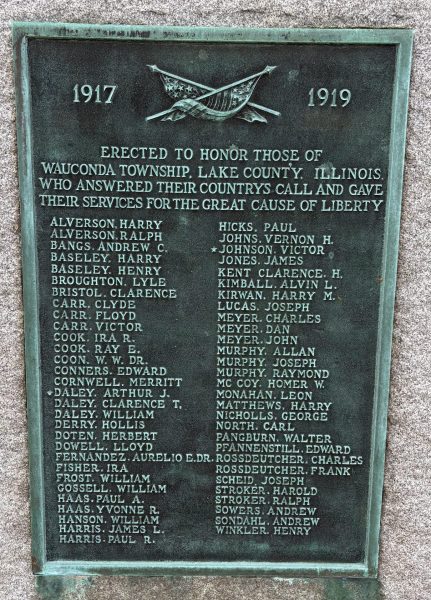 1917 1919
ERECTED TO HONOR THOSE OF
WAUCONDA TOWNSHIP, LAKE COUNTY, ILLINOIS,
WHO ANSWERED THEIR COUNTRY'S CALL AND GAVE
THEIR SERVICES FOR THE GREAT CAUSE OF LIBERTY
ALVERSON, HARRY
ALVERSON, RALPH
BANGS, ANDREW C.
BASELEY, HARRY
BASELEY, HENRY
BROUGHTON, LYLE
BRISTOL, CLARENCE
CARR, CLYDE
CARR, FLOYD
CARR, VICTOR
COOK, IRA R.
COOK, RAY E.
COON, W. W. DR.
CONNERS, EDWARD
CORNWELL, MERRITT
*DALEY, ARTHUR J.
DALEY, CLARENCE T.
DALEY, WILLIAM
DERRY, HOLLIS
DOTEN, HERBERT
DOWELL, LLOYD
FERNANDEZ, AURELIO E. DR.
FISHER, IRA
FROST, WILLIAM
GOSSELL, WILLIAM
HAAS, PAUL A.
HAAS, YVONNE R.
HANSON, WILLIAM
HARRIS, JAMES L.
HARRIS, PAUL R.
HICKS, PAUL
JOHNS, VERNON H.
*JOHNSON, VICTOR
JONES, JAMES
KENT CLARENCE, H.
KIMBALL, ALVIN L.
KIRWAN, HARRY M.
LUCAS, JOSEPH
MEYER, CHARLES
MEYER, DAN
MEYER, JOHN
MURPHY, ALLAN
MURPHY, JOSEPH
MURPHY, RAYMOND
MC COY, HOMER W.
MONAHAN, LEON
MATTHEWS, HARRY
NICHOLLS, GEORGE
NORTH, CARL
PANGBURN, WALTER
PFANNENSTILL, EDWARD
ROSSDEUTCHER, CHARLES
ROSSDEUTCHER, FRANK
SCHEID, JOSEPH
STROKER, HAROLD
STROKER, RALPH
SOWERS, ANDREW
SONDAHL, ANDREW
WINKLER, HENRY